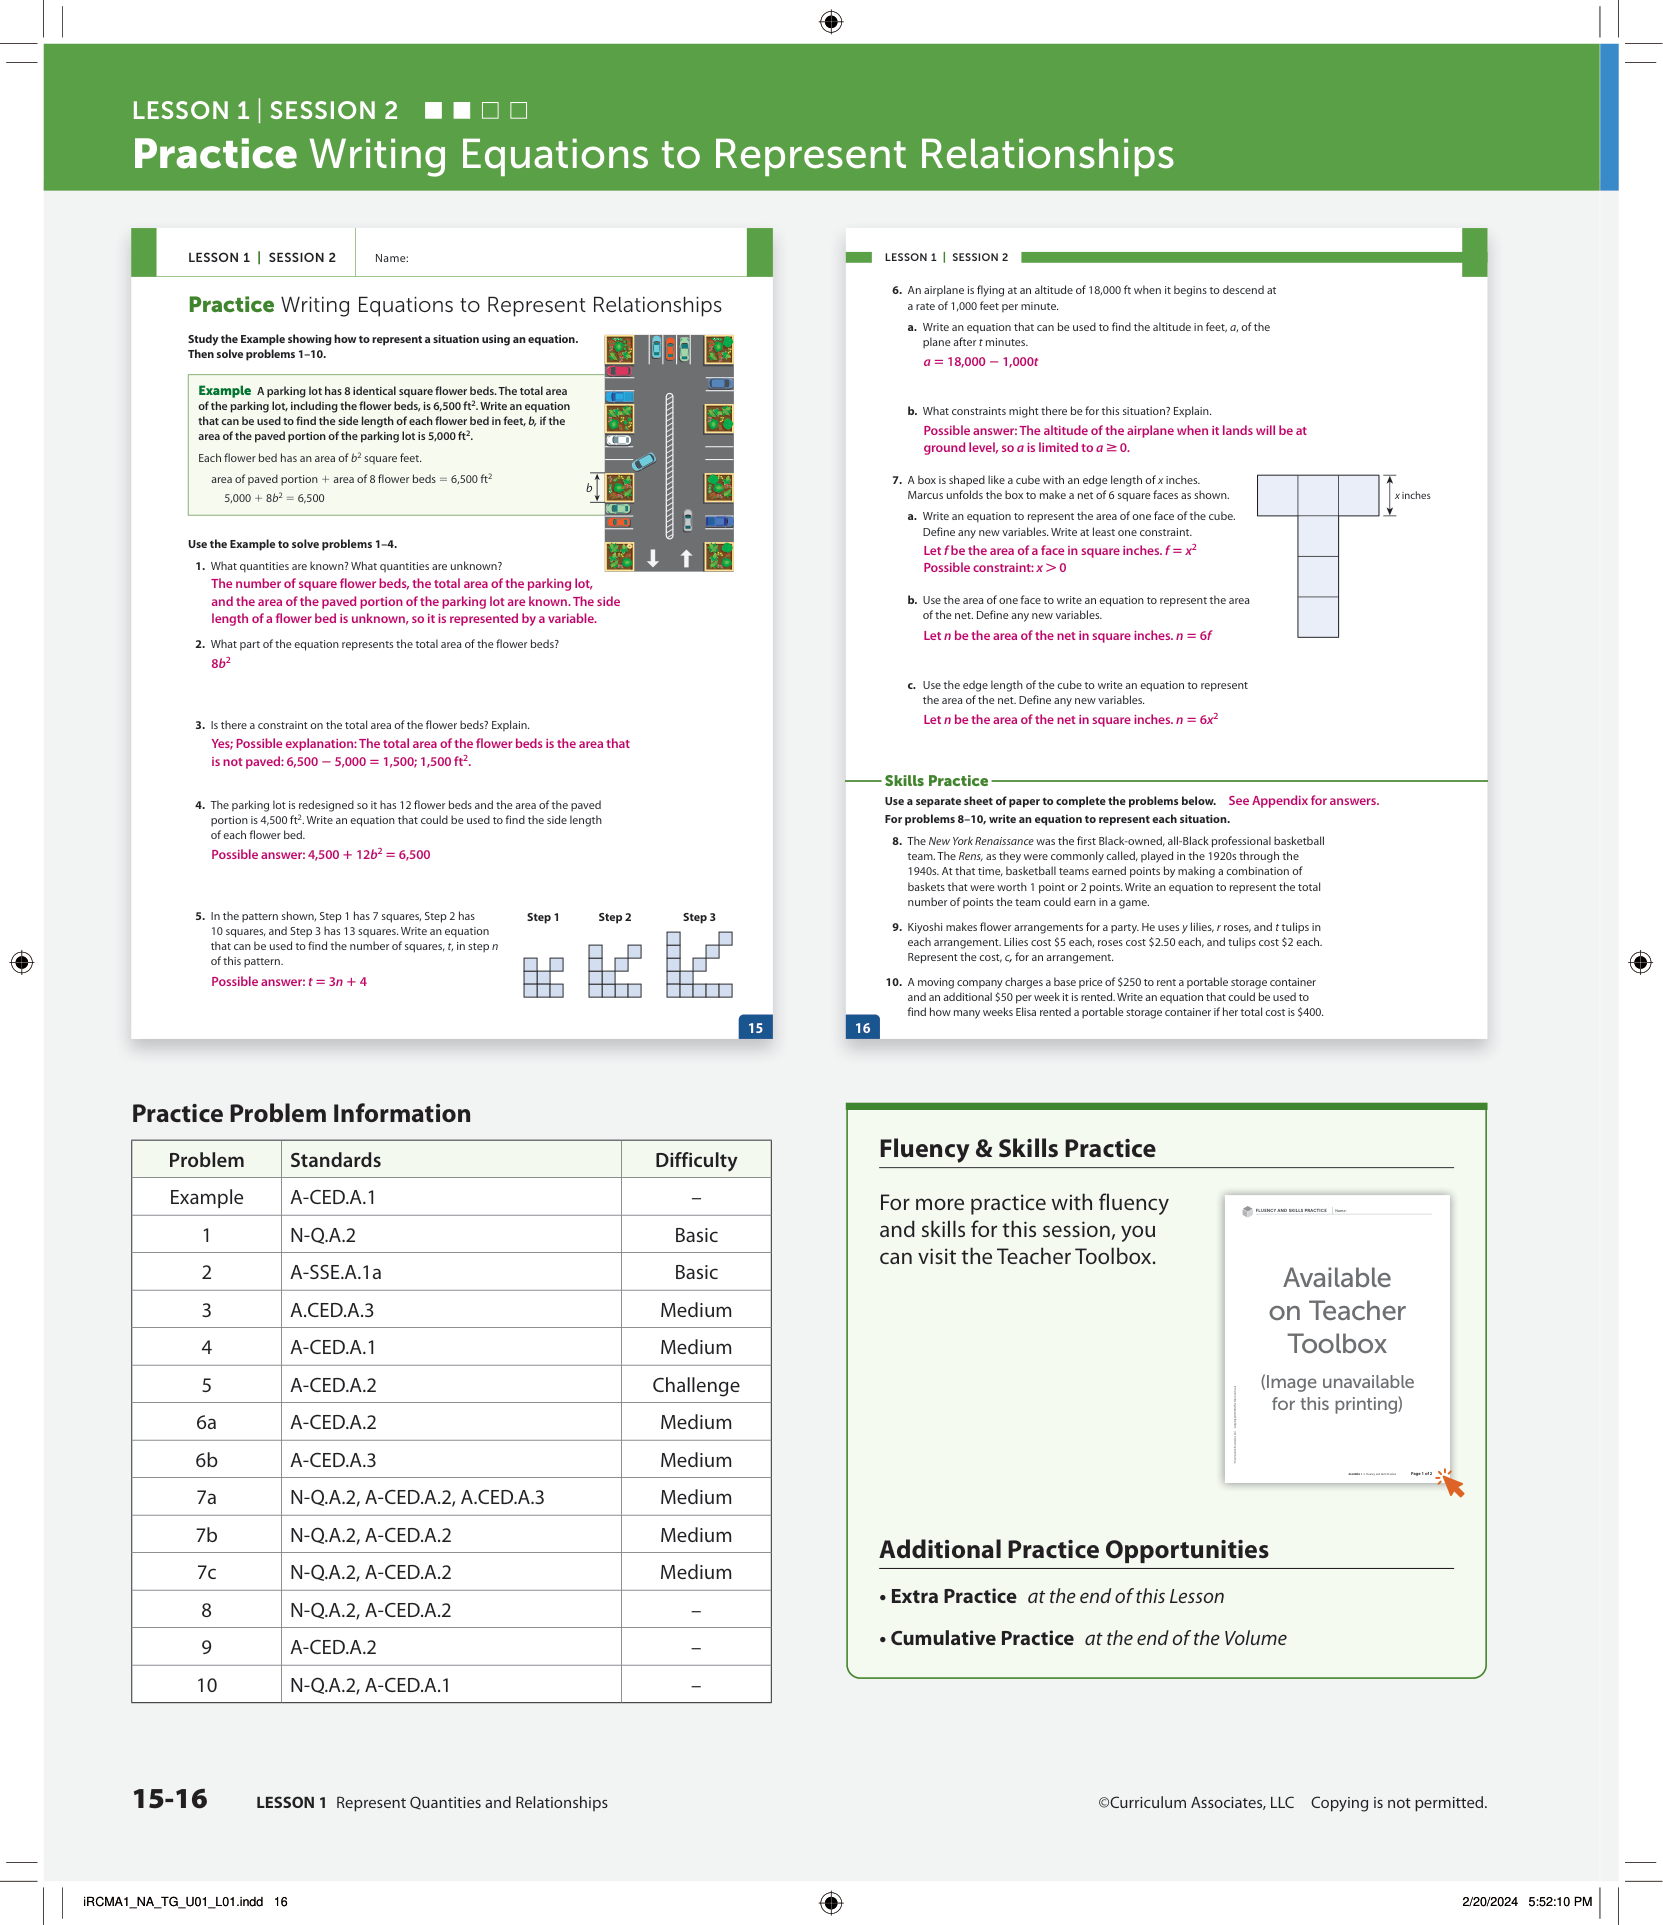 LESSON 1 | SESSION 2
Practice Writing Equations to Represent Relationships
LESSON 1 | SESSION 2
Name:
Practice Writing Equations to Represent Relationships
Study the Example showing how to represent a situation using an equation.
Then solve problems 1–10.
Example A parking lot has 8 identical square flower beds. The total area
of the parking lot, including the flower beds, is 6,500 ft². Write an equation
that can be used to find the side length of each flower bed in feet, b, if the
area of the paved portion of the parking lot is 5,000 ft².
Each flower bed has an area of b² square feet.
area of paved portion + area of 8 flower beds = 6,500 ft²
5,000 + 8b² = 6,500
b
Use the Example to solve problems 1–4.
1. What quantities are known? What quantities are unknown?
The number of square flower beds, the total area of the parking lot,
and the area of the paved portion of the parking lot are known. The side
length of a flower bed is unknown, so it is represented by a variable.
2. What part of the equation represents the total area of the flower beds?
8b²
3. Is there a constraint on the total area of the flower beds? Explain.
Yes; Possible explanation: The total area of the flower beds is the area that
is not paved: 6,500 − 5,000 = 1,500; 1,500 ft².
4. The parking lot is redesigned so it has 12 flower beds and the area of the paved
portion is 4,500 ft². Write an equation that could be used to find the side length
of each flower bed.
Possible answer: 4,500 + 12b² = 6,500
5. In the pattern shown, Step 1 has 7 squares, Step 2 has
10 squares, and Step 3 has 13 squares. Write an equation
that can be used to find the number of squares, t, in step n
of this pattern.
Possible answer: t = 3n + 4
Step 1 Step 2 Step 3
15
LESSON 1 | SESSION 2
6. An airplane is flying at an altitude of 18,000 ft when it begins to descend at
a rate of 1,000 feet per minute.
a. Write an equation that can be used to find the altitude in feet, a, of the
plane after t minutes.
a = 18,000 − 1,000t
b. What constraints might there be for this situation? Explain.
Possible answer: The altitude of the airplane when it lands will be at
ground level, so a is limited to a ≥ 0.
7. A box is shaped like a cube with an edge length of x inches.
Marcus unfolds the box to make a net of 6 square faces as shown.
a. Write an equation to represent the area of one face of the cube.
Define any new variables. Write at least one constraint.
Let f be the area of a face in square inches. f = x²
Possible constraint: x > 0
x inches
b. Use the area of one face to write an equation to represent the area
of the net. Define any new variables.
Let n be the area of the net in square inches. n = 6f
c. Use the edge length of the cube to write an equation to represent
the area of the net. Define any new variables.
Let n be the area of the net in square inches. n = 6x²
Skills Practice
Use a separate sheet of paper to complete the problems below. See Appendix for answers.
For problems 8–10, write an equation to represent each situation.
8. The New York Renaissance was the first Black-owned, all-Black professional basketball
team. The Rens, as they were commonly called, played in the 1920s through the
1940s. At that time, basketball teams earned points by making a combination of
baskets that were worth 1 point or 2 points. Write an equation to represent the total
number of points the team could earn in a game.
9. Kiyoshi makes flower arrangements for a party. He uses y lilies, r roses, and t tulips in
each arrangement. Lilies cost $5 each, roses cost $2.50 each, and tulips cost $2 each.
Represent the cost, c, for an arrangement.
10. A moving company charges a base price of $250 to rent a portable storage container
and an additional $50 per week it is rented. Write an equation that could be used to
find how many weeks Elisa rented a portable storage container if her total cost is $400.
16
Practice Problem Information
Problem Standards Difficulty
Example A-CED.A.1 –
1 N-Q.A.2 Basic
2 A-SSE.A.1a Basic
3 A.CED.A.3 Medium
4 A-CED.A.1 Medium
5 A-CED.A.2 Challenge
6a A-CED.A.2 Medium
6b A-CED.A.3 Medium
7a N-Q.A.2, A-CED.A.2, A.CED.A.3 Medium
7b N-Q.A.2, A-CED.A.2 Medium
7c N-Q.A.2, A-CED.A.2 Medium
8 N-Q.A.2, A-CED.A.2 –
9 A-CED.A.2 –
10 N-Q.A.2, A-CED.A.1 –
Fluency & Skills Practice
For more practice with fluency
and skills for this session, you
can visit the Teacher Toolbox.
FLUENCY AND SKILLS PRACTICE Name:
Available
on Teacher
Toolbox
(Image unavailable
for this printing)
Page 1 of 2
Additional Practice Opportunities
• Extra Practice at the end of this Lesson
• Cumulative Practice at the end of the Volume
15-16 LESSON 1 Represent Quantities and Relationships
©Curriculum Associates, LLC Copying is not permitted.
iRCMA1_NA_TG_U01_L01.indd 16
2/20/2024 5:52:10 PM